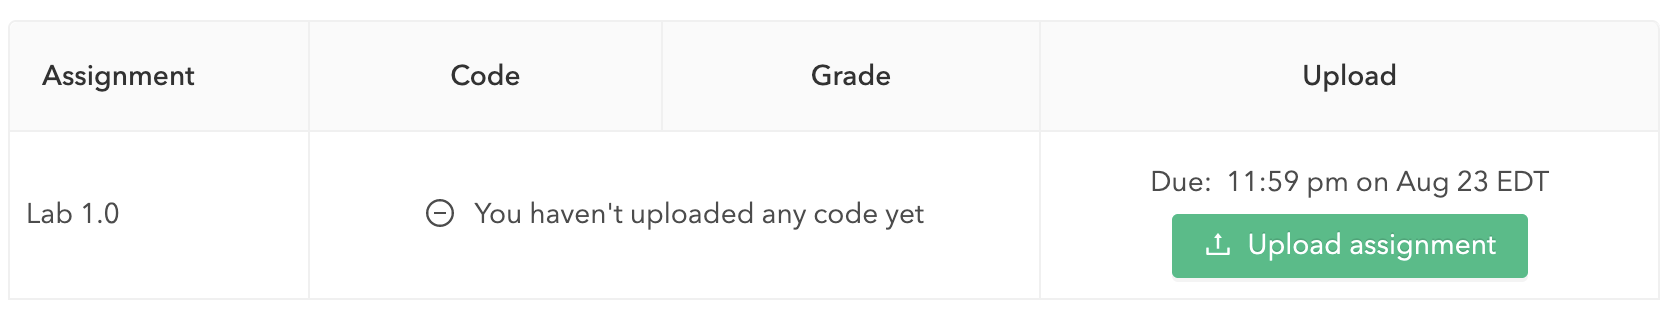 Assignment
Code
Grade
Upload
Lab 1.0
You haven't uploaded any code yet
Due: 11:59 pm on Aug 23 EDT
Upload assignment